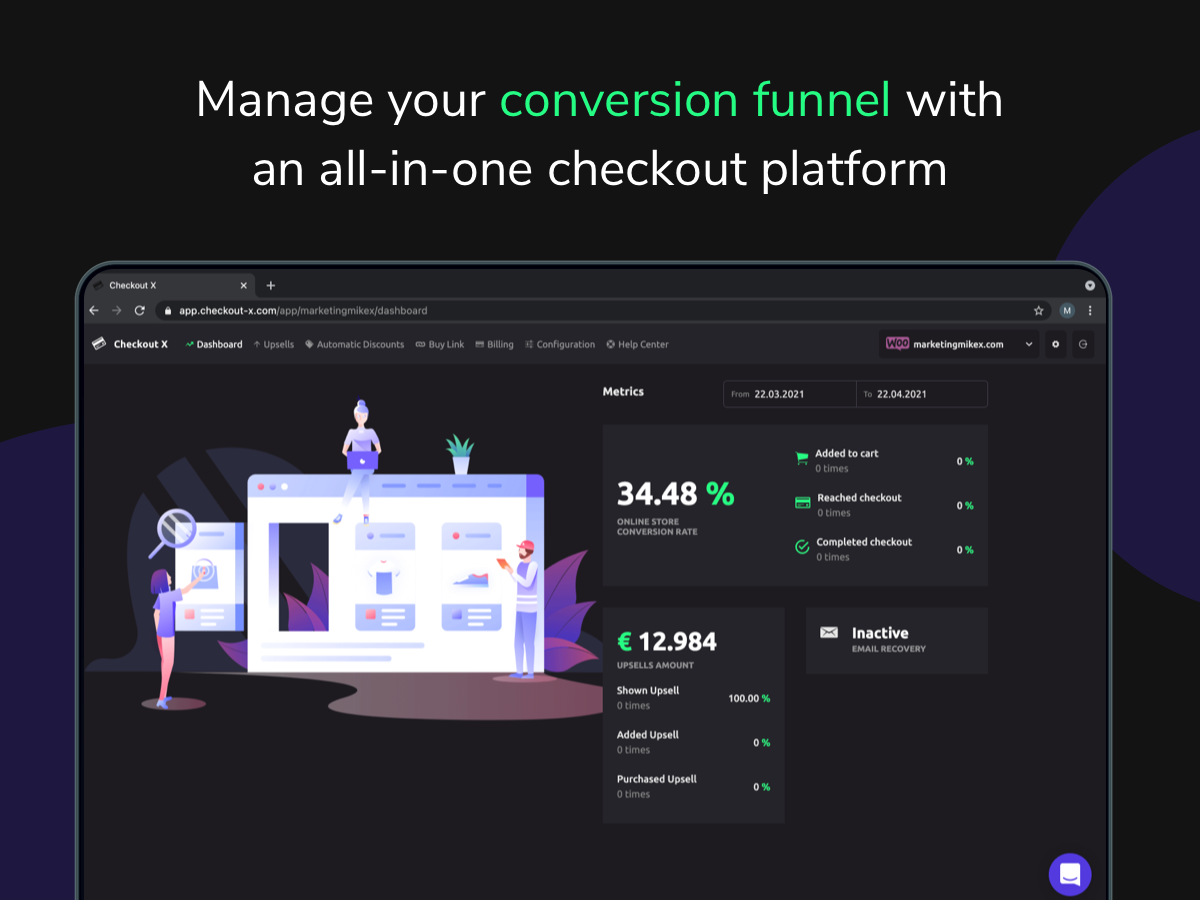 Manage your conversion funnel with
an all-in-one checkout platform
Checkout X
app.checkout-x.com/app/marketingmikex/dashboard
M
Checkout X
Dashboard
Upsells
Automatic Discounts
Buy Link
Billing
Configuration
Help Center
WOO
marketingmikex.com
Metrics
From 22.03.2021
To 22.04.2021
34.48 %
ONLINE STORE
CONVERSION RATE
Added to cart
0 times
0 %
Reached checkout
0 times
0 %
Completed checkout
0 times
0 %
€ 12.984
UPSELLS AMOUNT
Shown Upsell
0 times
100.00 %
Added Upsell
0 times
0 %
Purchased Upsell
0 times
0 %
Inactive
EMAIL RECOVERY